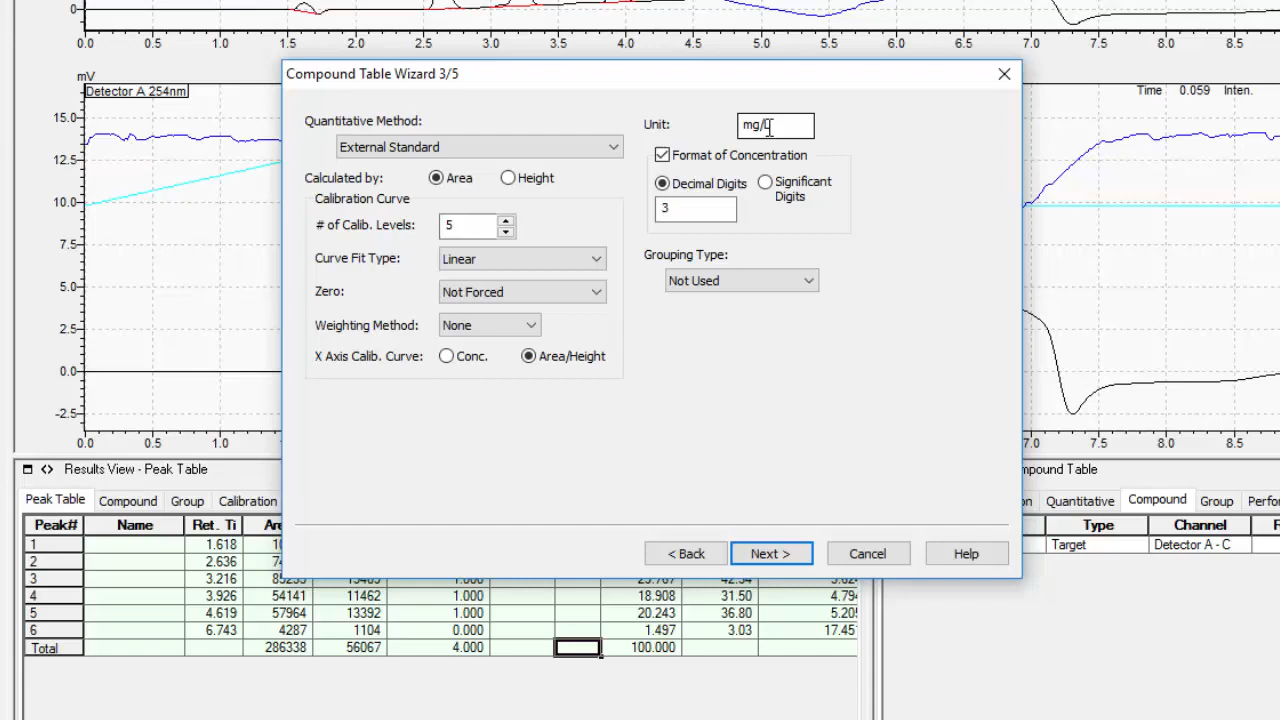 0
0.0 0.5 1.0 1.5 2.0 2.5 3.0 3.5 4.0 4.5 5.0 5.5 6.0 6.5 7.0 7.5 8.0 8.5
mV
Detector A 254nm
Time 0.059 Inten.
15.0
12.5
10.0
7.5
5.0
2.5
0.0
-2.5
0.0 0.5 1.0
7.0 7.5 8.0 8.5
Compound Table Wizard 3/5
Quantitative Method:
External Standard
Calculated by: Area Height
Calibration Curve
# of Calib. Levels: 5
Curve Fit Type: Linear
Zero: Not Forced
Weighting Method: None
X Axis Calib. Curve: Conc. Area/Height
Unit: mg/L
Format of Concentration
Decimal Digits Significant
Digits
3
Grouping Type:
Not Used
< Back Next > Cancel Help
Results View - Peak Table
Peak Table Compound Group Calibration
Peak# Name Ret. Ti Are
1 1.618
2 2.636
3 3.216
4 3.926 54141 11462 1.000 18.908 31.50 4.794
5 4.619 57964 13392 1.000 20.243 36.80 5.205
6 6.743 4287 1104 0.000 1.497 3.03 17.451
Total 286338 56067 4.000 100.000
mpound Table
on Quantitative Compound Group Perfor
Type Channel R
Target Detector A - C